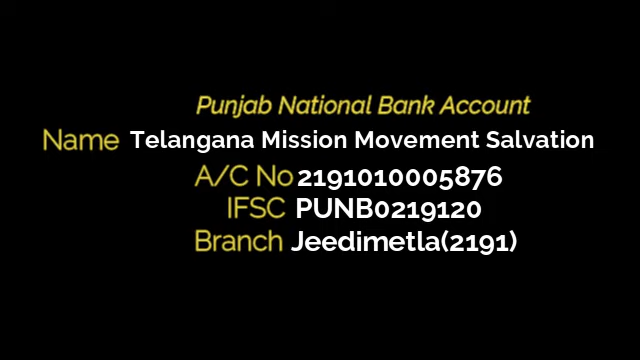 Punjab National Bank Account
Name Telangana Mission Movement Salvation
A/C No 2191010005876
IFSC PUNB0219120
Branch Jeedimetla(2191)